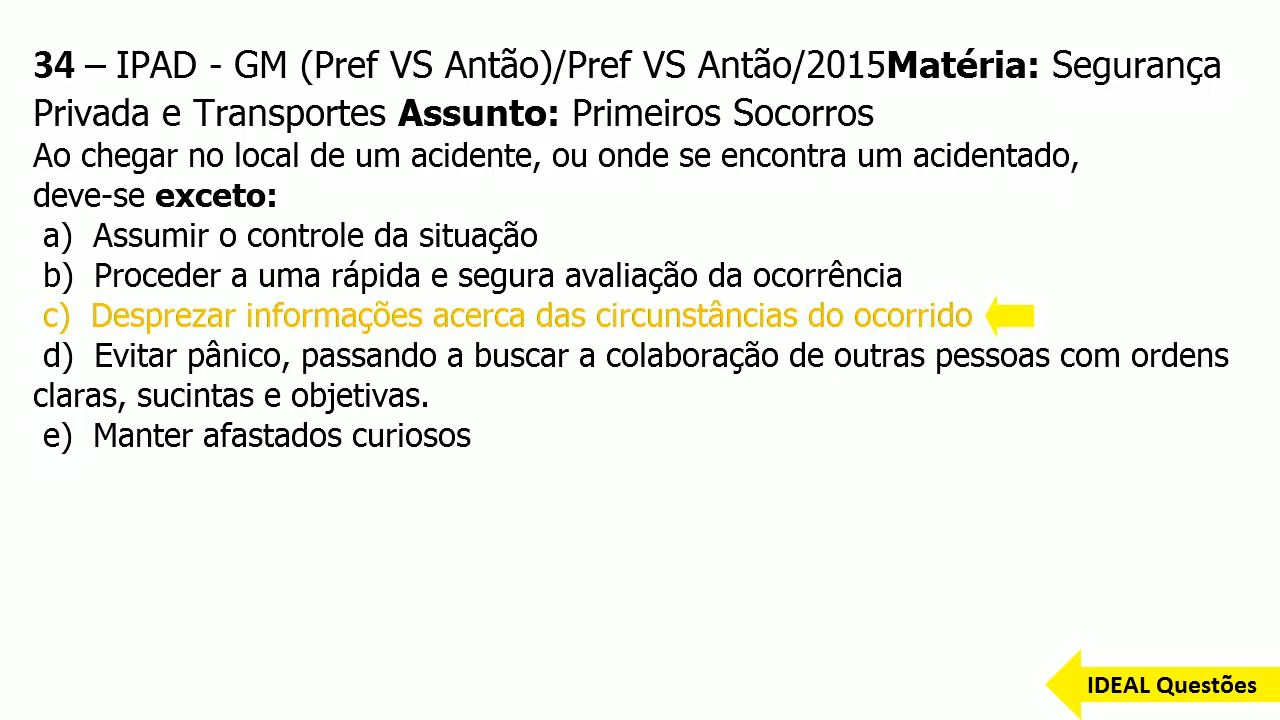 34 – IPAD - GM (Pref VS Antão)/Pref VS Antão/2015Matéria: Segurança
Privada e Transportes Assunto: Primeiros Socorros
Ao chegar no local de um acidente, ou onde se encontra um acidentado,
deve-se exceto:
a) Assumir o controle da situação
b) Proceder a uma rápida e segura avaliação da ocorrência
c) Desprezar informações acerca das circunstâncias do ocorrido
d) Evitar pânico, passando a buscar a colaboração de outras pessoas com ordens
claras, sucintas e objetivas.
e) Manter afastados curiosos
IDEAL Questões